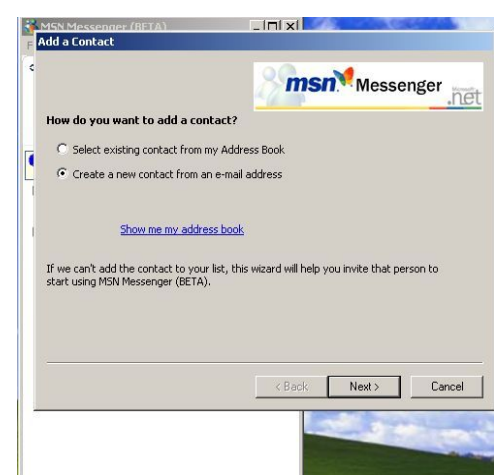 MSN Messenger (BETA)
Add a Contact
msn Messenger
.net
How do you want to add a contact?
Select existing contact from my Address Book
Create a new contact from an e-mail address
Show me my address book
If we can't add the contact to your list, this wizard will help you invite that person to
start using MSN Messenger (BETA).
< Back
Next >
Cancel